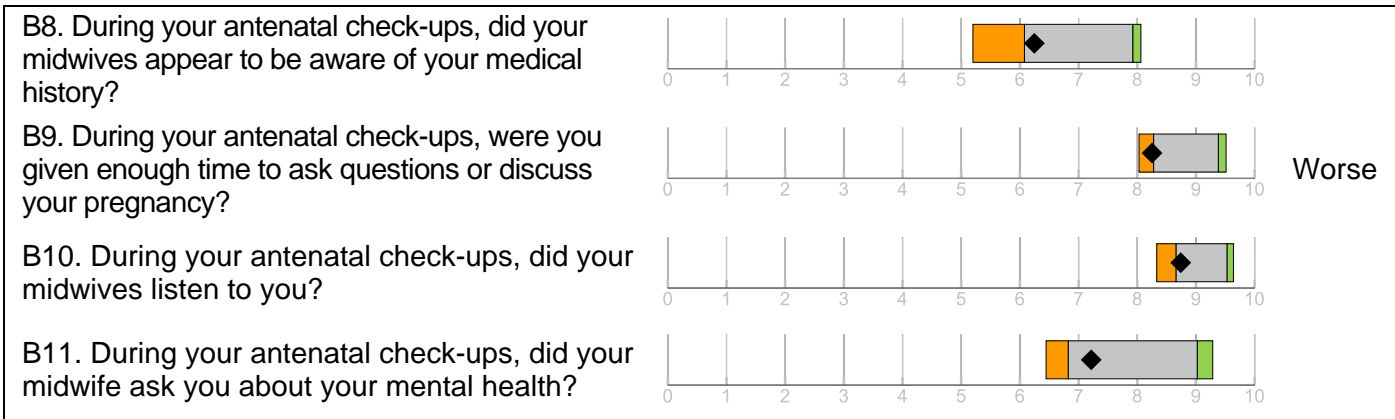 B8. During your antenatal check-ups, did your
midwives appear to be aware of your medical
history?
0 1 2 3 4 5 6 7 8 9 10
B9. During your antenatal check-ups, were you
given enough time to ask questions or discuss
your pregnancy?
0 1 2 3 4 5 6 7 8 9 10
Worse
B10. During your antenatal check-ups, did your
midwives listen to you?
0 1 2 3 4 5 6 7 8 9 10
B11. During your antenatal check-ups, did your
midwife ask you about your mental health?
0 1 2 3 4 5 6 7 8 9 10